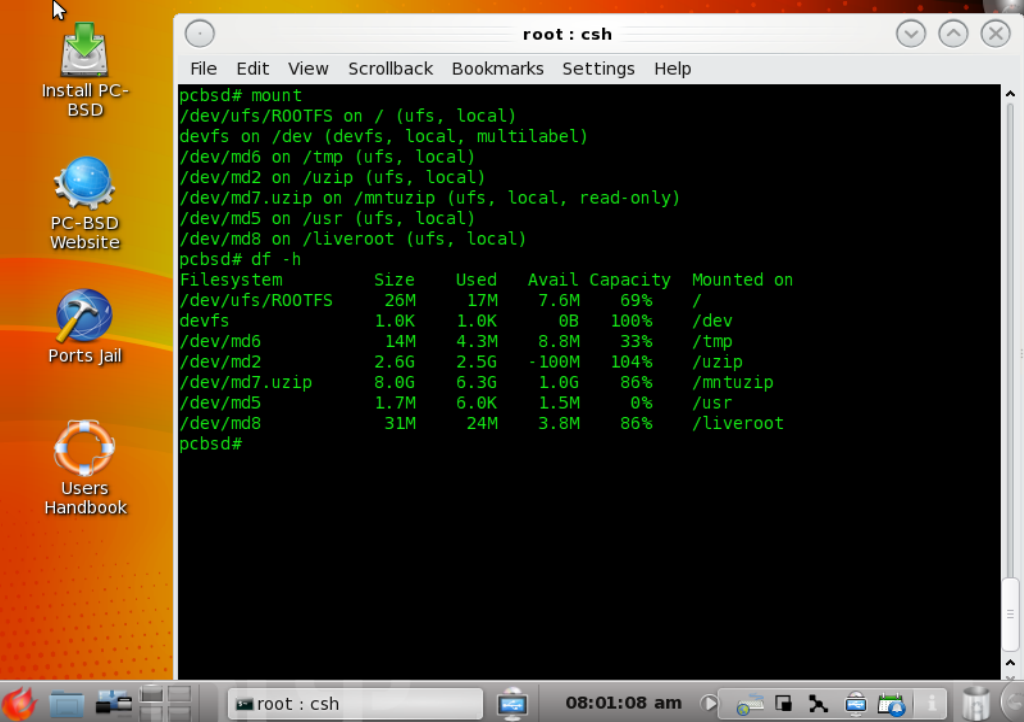 Install PC-
BSD
PC-BSD
Website
Ports Jail
Users
Handbook
root : csh
File Edit View Scrollback Bookmarks Settings Help
pcbsd# mount
/dev/ufs/ROOTFS on / (ufs, local)
devfs on /dev (devfs, local, multilabel)
/dev/md6 on /tmp (ufs, local)
/dev/md2 on /uzip (ufs, local)
/dev/md7.uzip on /mntuzip (ufs, local, read-only)
/dev/md5 on /usr (ufs, local)
/dev/md8 on /liveroot (ufs, local)
pcbsd# df -h
Filesystem Size Used Avail Capacity Mounted on
/dev/ufs/ROOTFS 26M 17M 7.6M 69% /
devfs 1.0K 1.0K 0B 100% /dev
/dev/md6 14M 4.3M 8.8M 33% /tmp
/dev/md2 2.6G 2.5G -100M 104% /uzip
/dev/md7.uzip 8.0G 6.3G 1.0G 86% /mntuzip
/dev/md5 1.7M 6.0K 1.5M 0% /usr
/dev/md8 31M 24M 3.8M 86% /liveroot
pcbsd#
root : csh
08:01:08 am